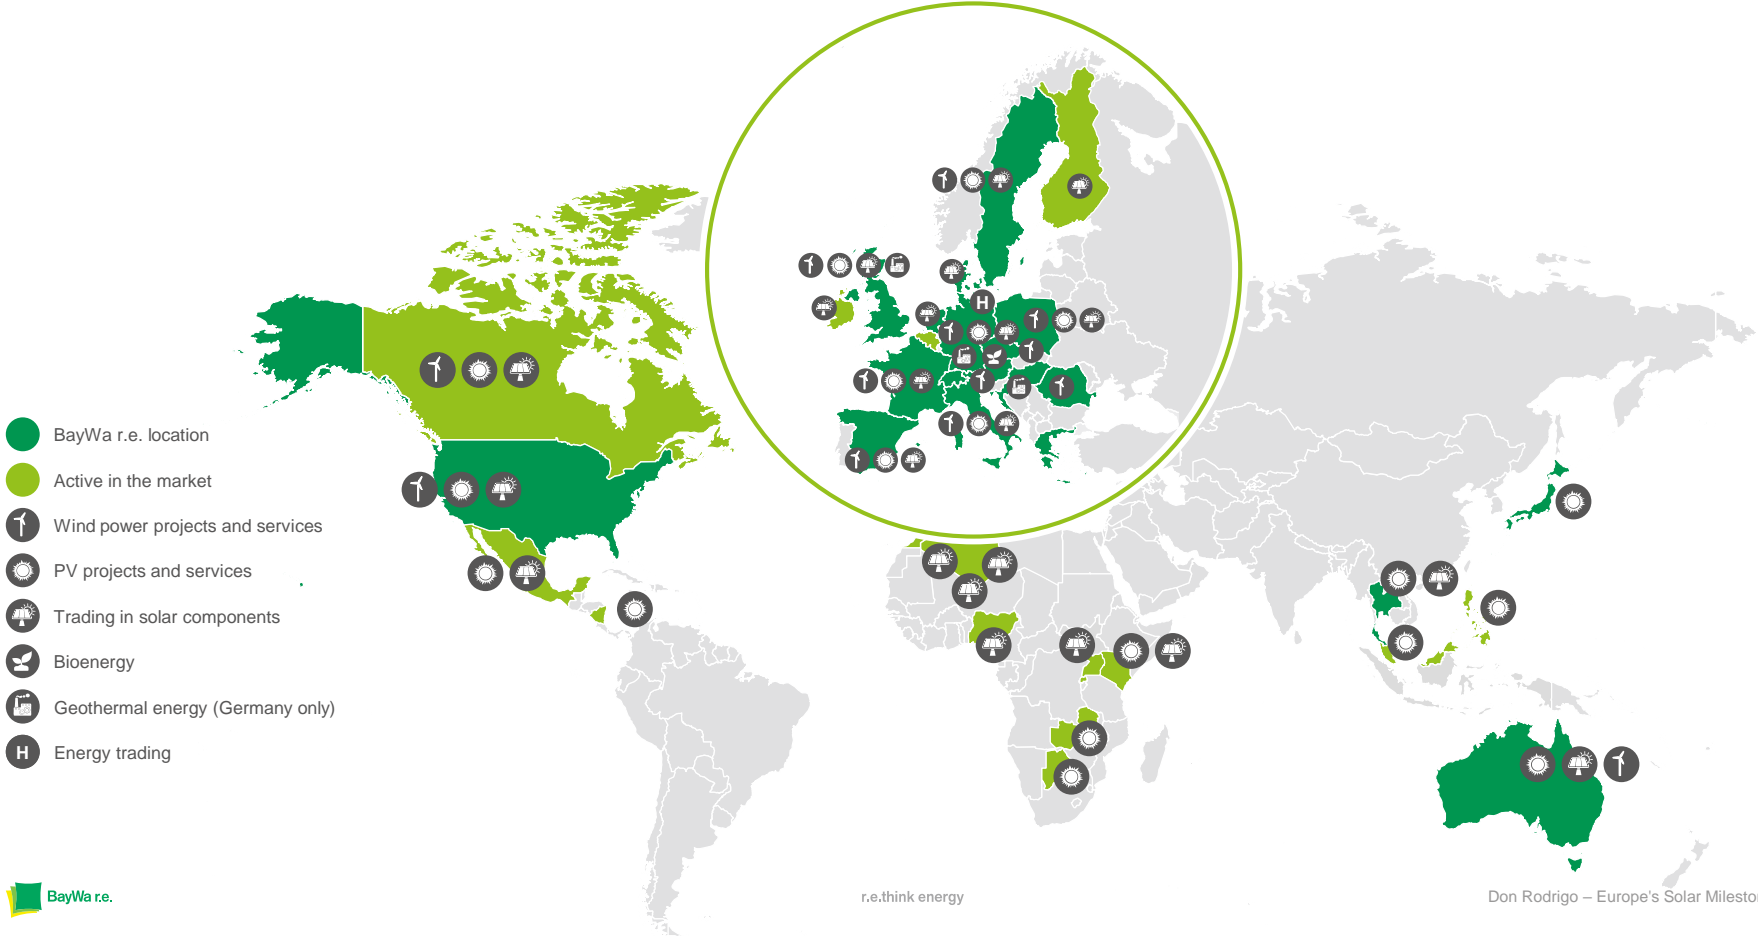 BayWa r.e. location
Active in the market
Wind power projects and services
PV projects and services
Trading in solar components
Bioenergy
Geothermal energy (Germany only)
H Energy trading
H
BayWa r.e.
r.e.think energy
Don Rodrigo – Europe's Solar